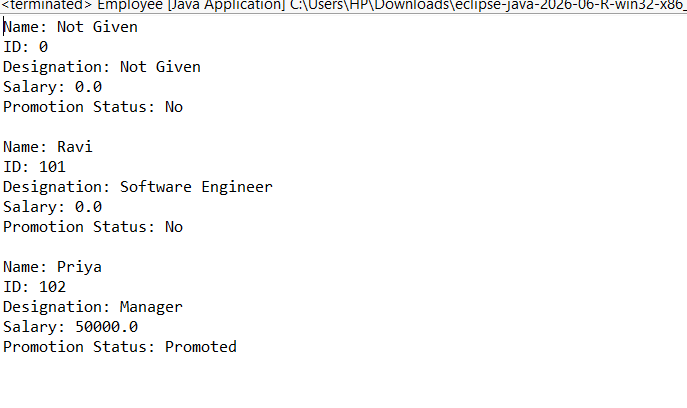 <terminated> Employee [Java Application] C:\Users\HP\Downloads\eclipse-java-2026-06-R-win32-x86_
Name: Not Given
ID: 0
Designation: Not Given
Salary: 0.0
Promotion Status: No
Name: Ravi
ID: 101
Designation: Software Engineer
Salary: 0.0
Promotion Status: No
Name: Priya
ID: 102
Designation: Manager
Salary: 50000.0
Promotion Status: Promoted